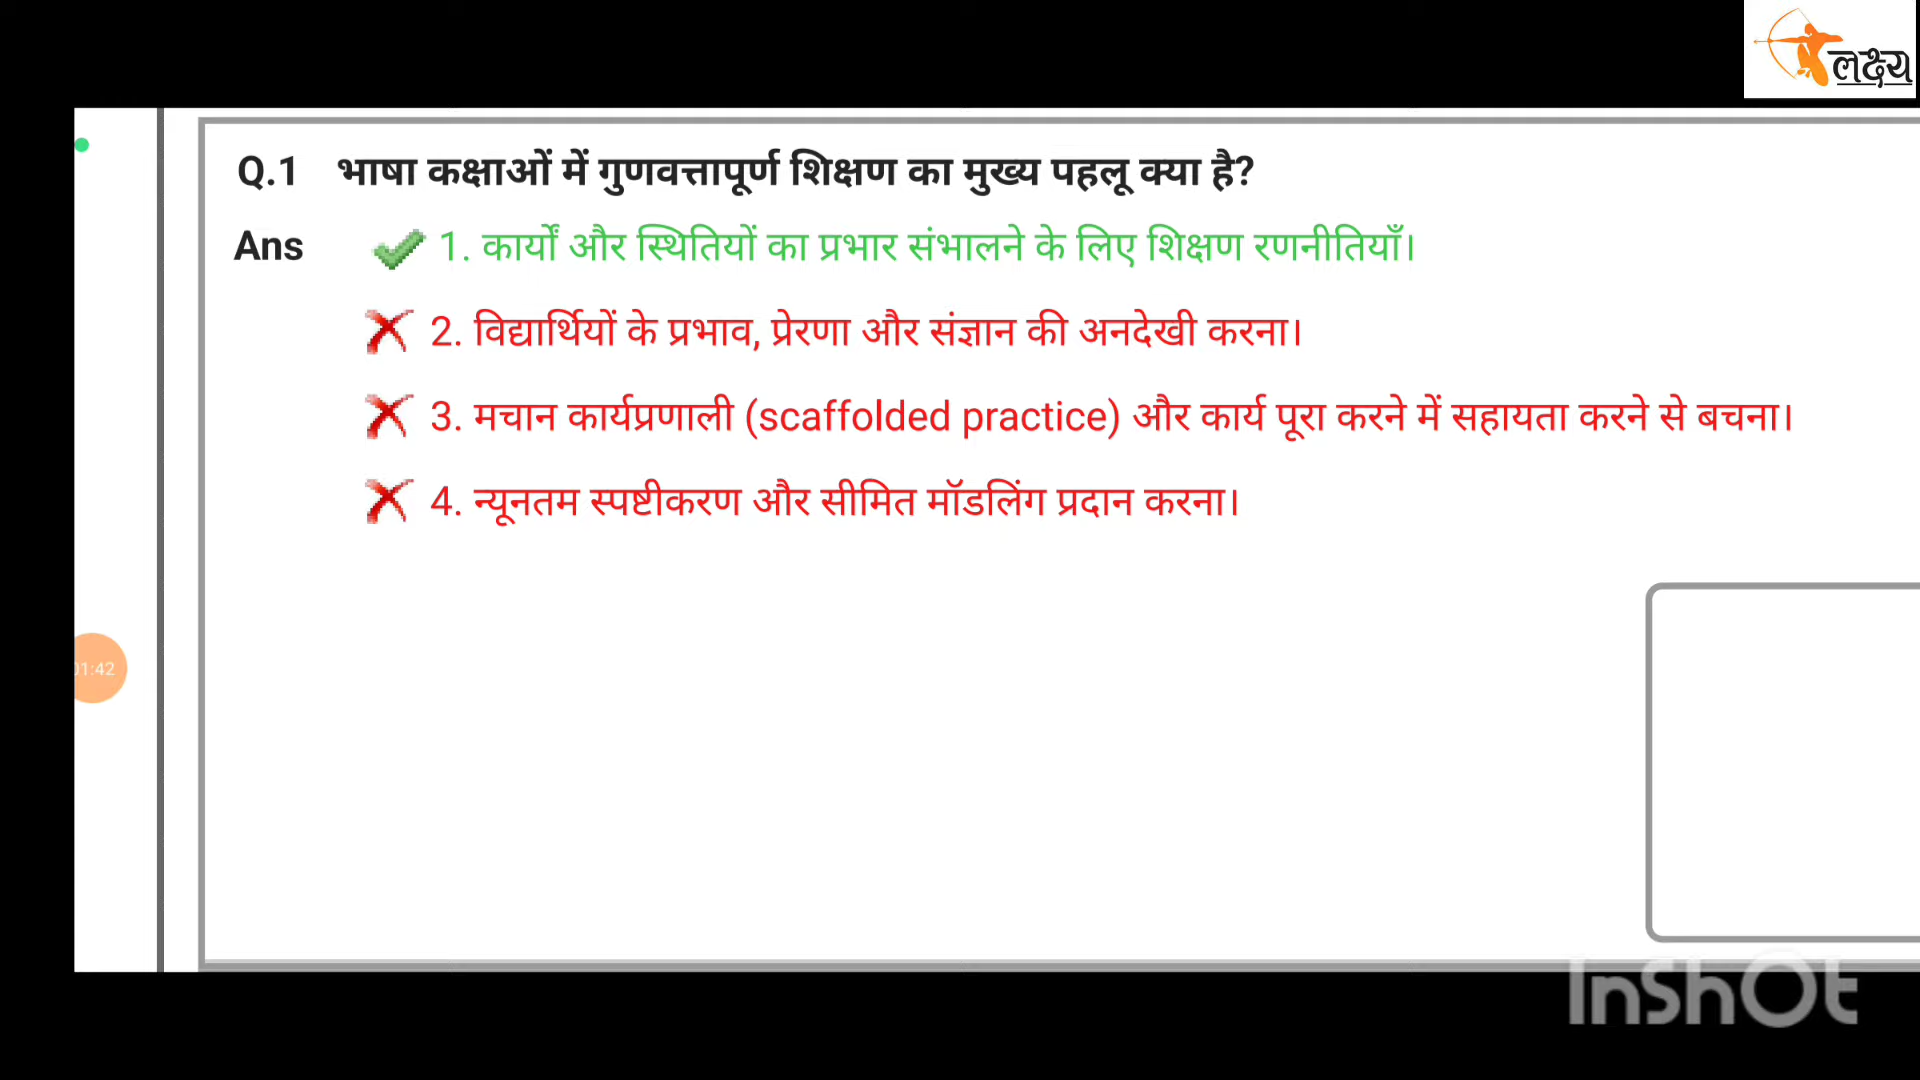 लक्ष्य
Q.1 भाषा कक्षाओं में गुणवत्तापूर्ण शिक्षण का मुख्य पहलू क्या है?
Ans 1. कार्यों और स्थितियों का प्रभार संभालने के लिए शिक्षण रणनीतियाँ।
2. विद्यार्थियों के प्रभाव, प्रेरणा और संज्ञान की अनदेखी करना।
3. मचान कार्यप्रणाली (scaffolded practice) और कार्य पूरा करने में सहायता करने से बचना।
4. न्यूनतम स्पष्टीकरण और सीमित मॉडलिंग प्रदान करना।
01:42
InShOt